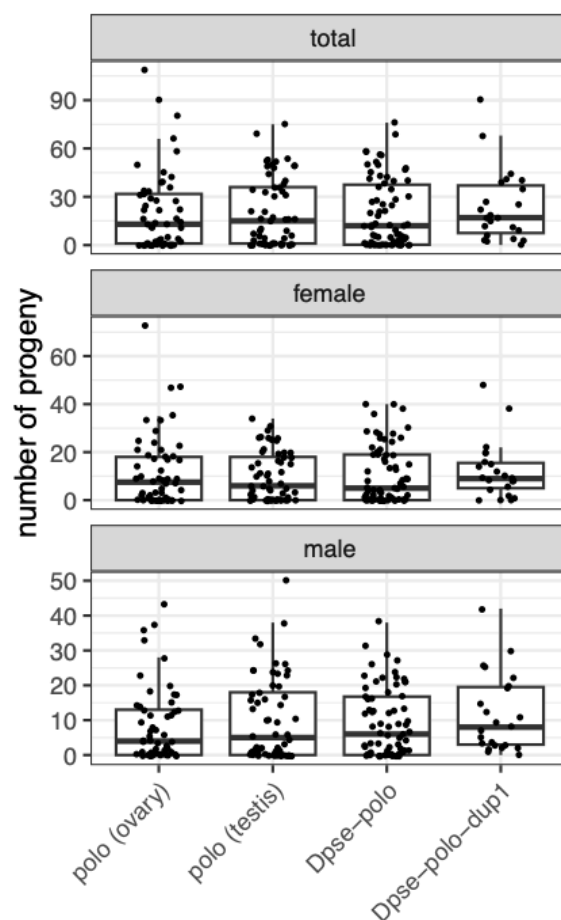 total
90
60
30
0
female
60
40
20
0
male
50
40
30
20
10
0
number of progeny
polo (ovary)
polo (testis)
Dpse−polo
Dpse−polo−dup1